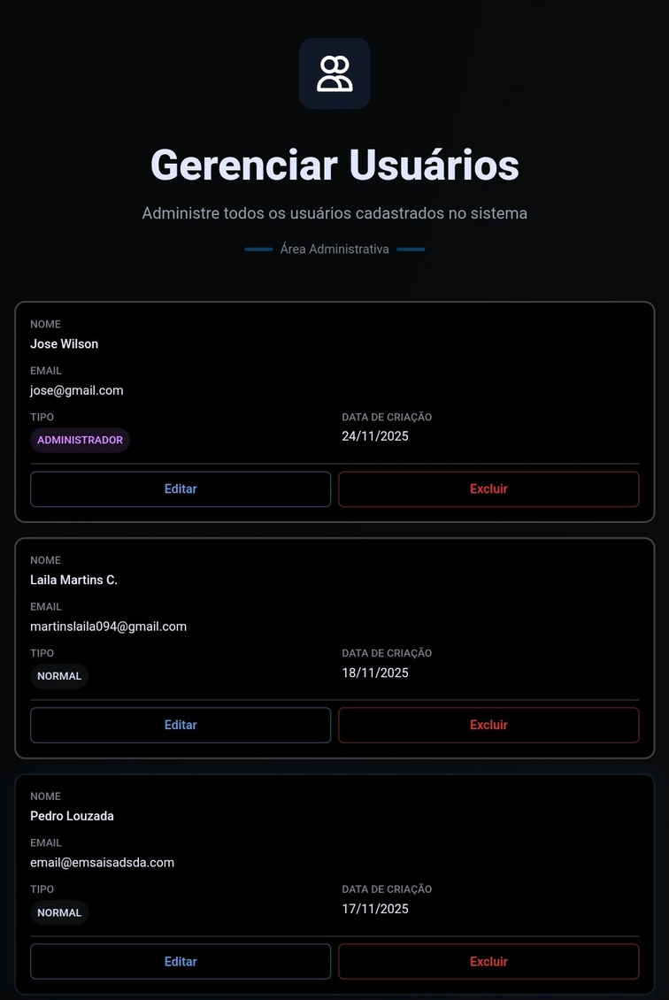 Gerenciar Usuários
Administre todos os usuários cadastrados no sistema
Área Administrativa
NOME
Jose Wilson
EMAIL
jose@gmail.com
TIPO DATA DE CRIAÇÃO
ADMINISTRADOR 24/11/2025
Editar Excluir
NOME
Laila Martins C.
EMAIL
martinslaila094@gmail.com
TIPO DATA DE CRIAÇÃO
NORMAL 18/11/2025
Editar Excluir
NOME
Pedro Louzada
EMAIL
email@emsaisadsda.com
TIPO DATA DE CRIAÇÃO
NORMAL 17/11/2025
Editar Excluir